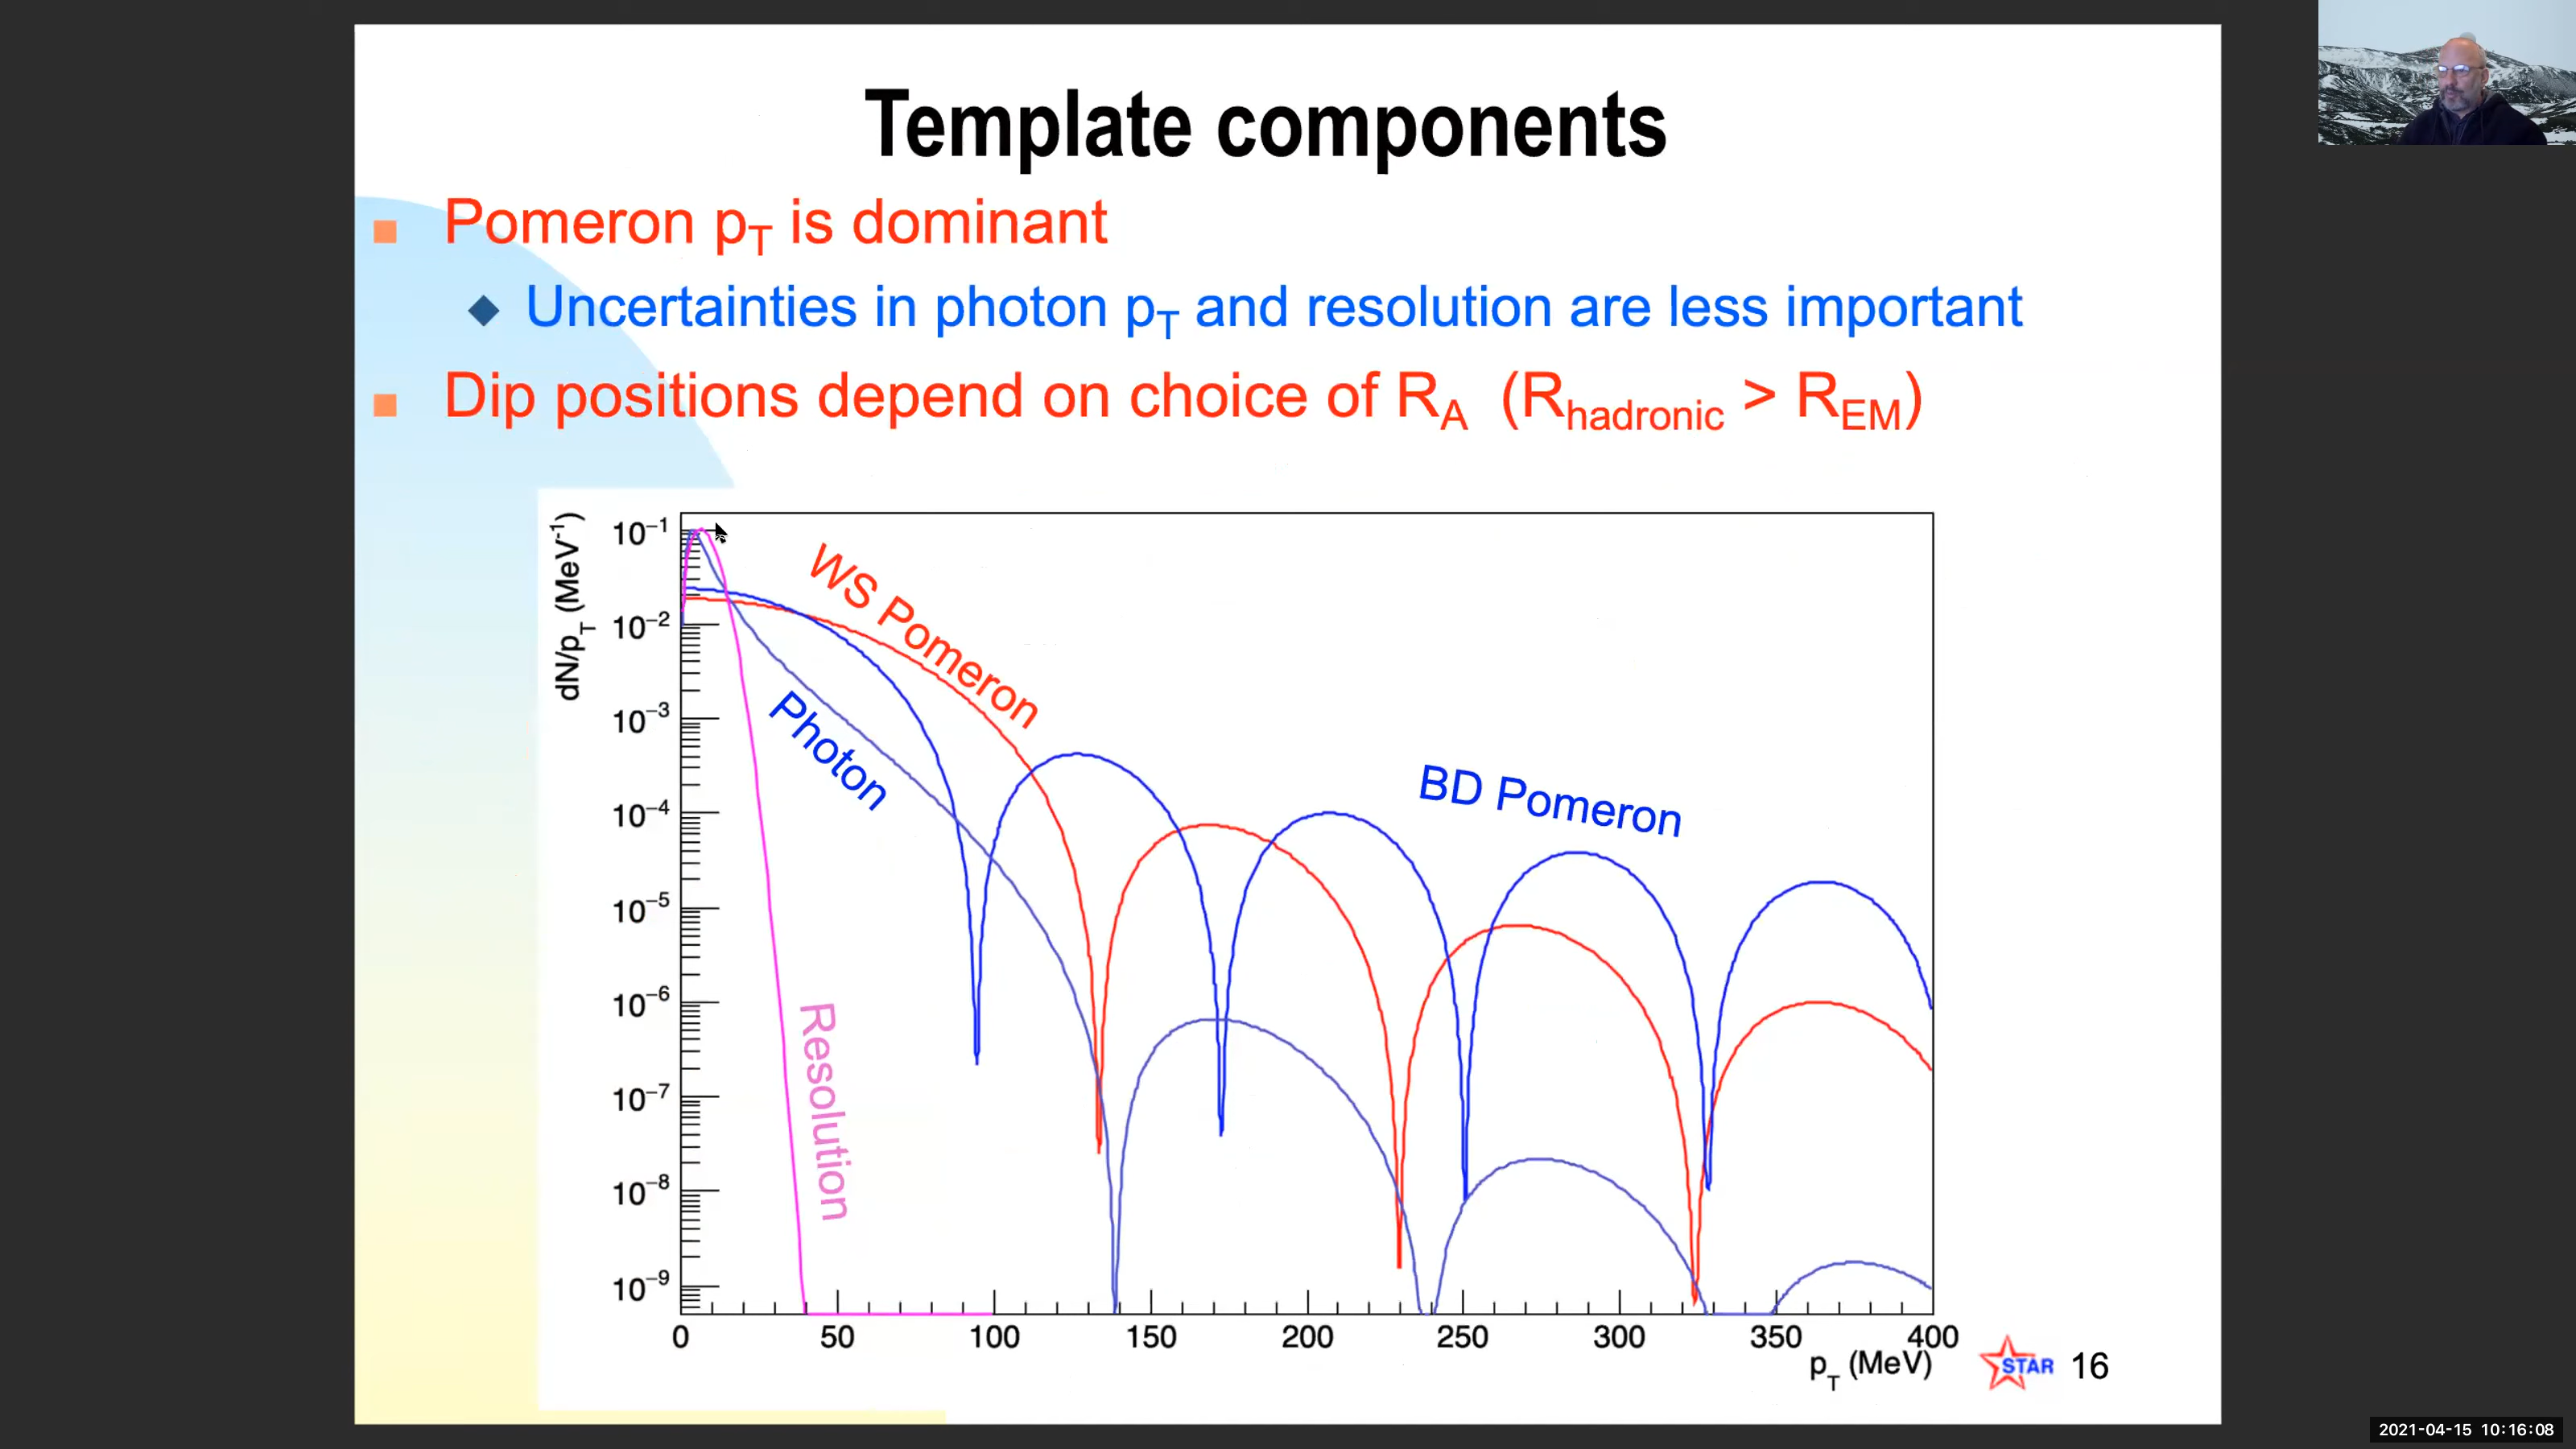 Template components
Pomeron pT is dominant
Uncertainties in photon pT and resolution are less important
Dip positions depend on choice of RA (Rhadronic > REM)
dN/pT (MeV-1)
10−1
10−2
10−3
10−4
10−5
10−6
10−7
10−8
10−9
WS Pomeron
Photon
BD Pomeron
Resolution
0 50 100 150 200 250 300 350 400
pT (MeV)
STAR 16
2021-04-15 10:16:08